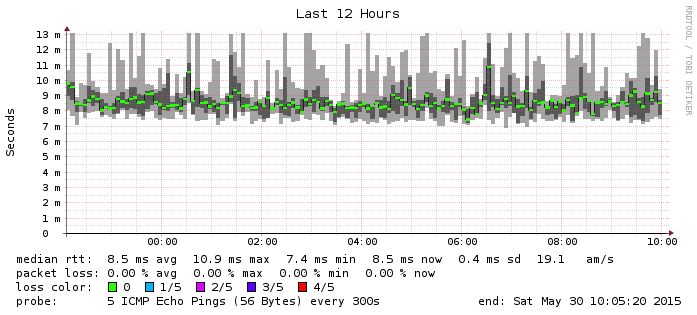 Last 12 Hours
RRDTOOL / TOBI OETIKER
Seconds
13 m
12 m
11 m
10 m
9 m
8 m
7 m
6 m
5 m
4 m
3 m
2 m
1 m
0
00:00 02:00 04:00 06:00 08:00 10:00
median rtt: 8.5 ms avg 10.9 ms max 7.4 ms min 8.5 ms now 0.4 ms sd 19.1 am/s
packet loss: 0.00 % avg 0.00 % max 0.00 % min 0.00 % now
loss color: 0 1/5 2/5 3/5 4/5
probe: 5 ICMP Echo Pings (56 Bytes) every 300s end: Sat May 30 10:05:20 2015